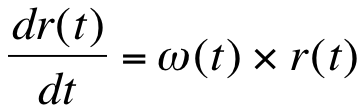 dr(t)/dt = ω(t) × r(t)